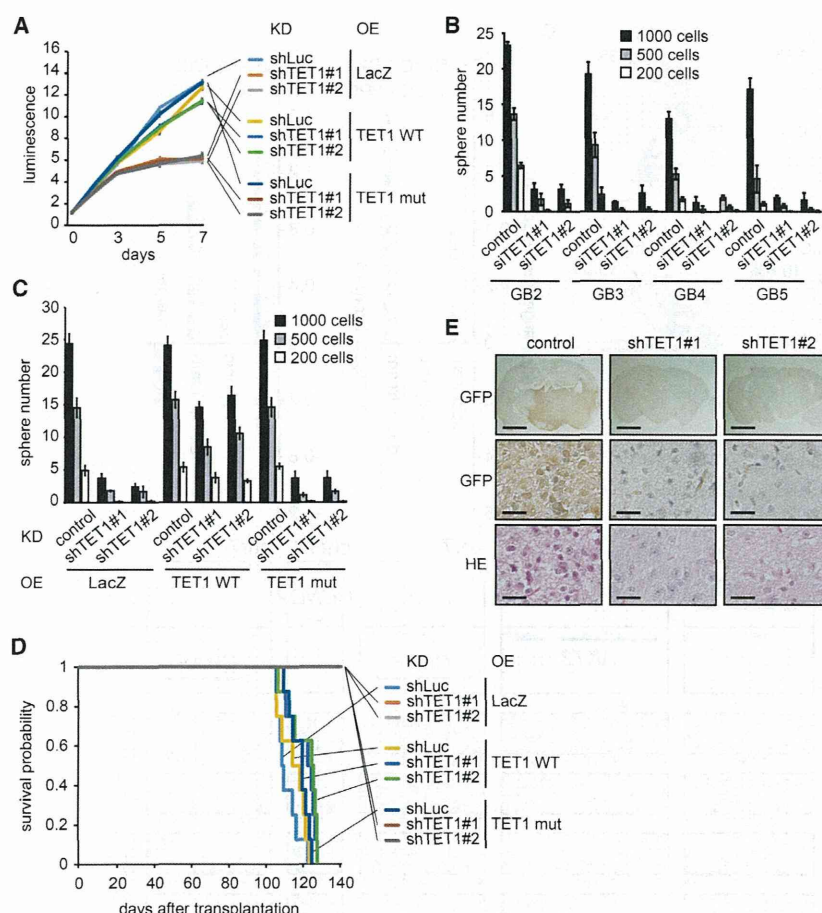 A
KD OE
luminescence
16
14
12
10
8
6
5
4
2
0
0 3 5 7
days
shLuc
shTET1#1
shTET1#2
LacZ
shLuc
shTET1#1
shTET1#2
TET1 WT
shLuc
shTET1#1
shTET1#2
TET1 mut
B
sphere number
25
20
15
10
5
0
1000 cells
500 cells
200 cells
control siTET1#1 siTET1#2
control siTET1#1 siTET1#2
control siTET1#1 siTET1#2
control siTET1#1 siTET1#2
GB2 GB3 GB4 GB5
C
sphere number
30
25
20
15
10
5
0
1000 cells
500 cells
200 cells
KD
control shTET1#1 shTET1#2
control shTET1#1 shTET1#2
control shTET1#1 shTET1#2
OE LacZ TET1 WT TET1 mut
E
control shTET1#1 shTET1#2
GFP
GFP
HE
D
KD OE
survival probability
1
0.8
0.6
0.4
0.2
0
0 20 40 60 80 100 120 140
days after transplantation
shLuc
shTET1#1
shTET1#2
LacZ
shLuc
shTET1#1
shTET1#2
TET1 WT
shLuc
shTET1#1
shTET1#2
TET1 mut